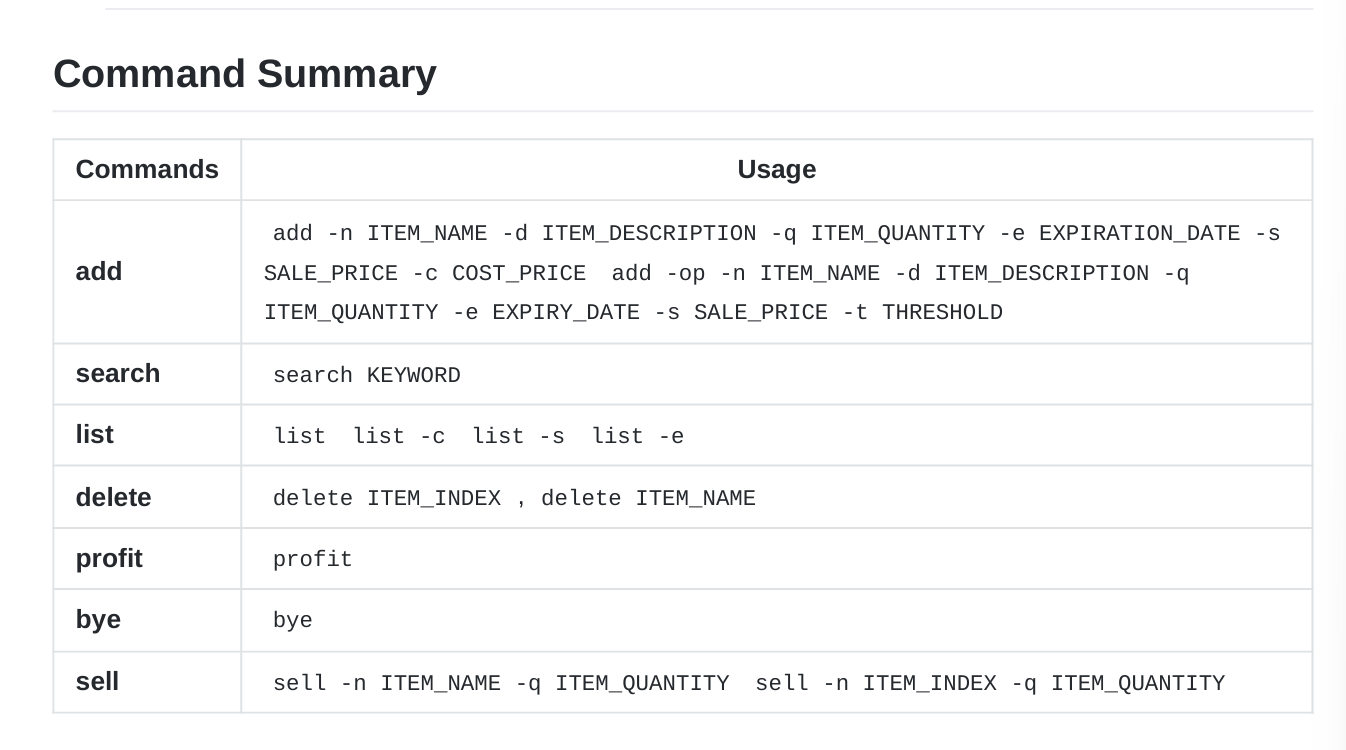 Command Summary
Commands Usage
add
add -n ITEM_NAME -d ITEM_DESCRIPTION -q ITEM_QUANTITY -e EXPIRATION_DATE -s
SALE_PRICE -c COST_PRICE add -op -n ITEM_NAME -d ITEM_DESCRIPTION -q
ITEM_QUANTITY -e EXPIRY_DATE -s SALE_PRICE -t THRESHOLD
search search KEYWORD
list list list -c list -s list -e
delete delete ITEM_INDEX , delete ITEM_NAME
profit profit
bye bye
sell sell -n ITEM_NAME -q ITEM_QUANTITY sell -n ITEM_INDEX -q ITEM_QUANTITY